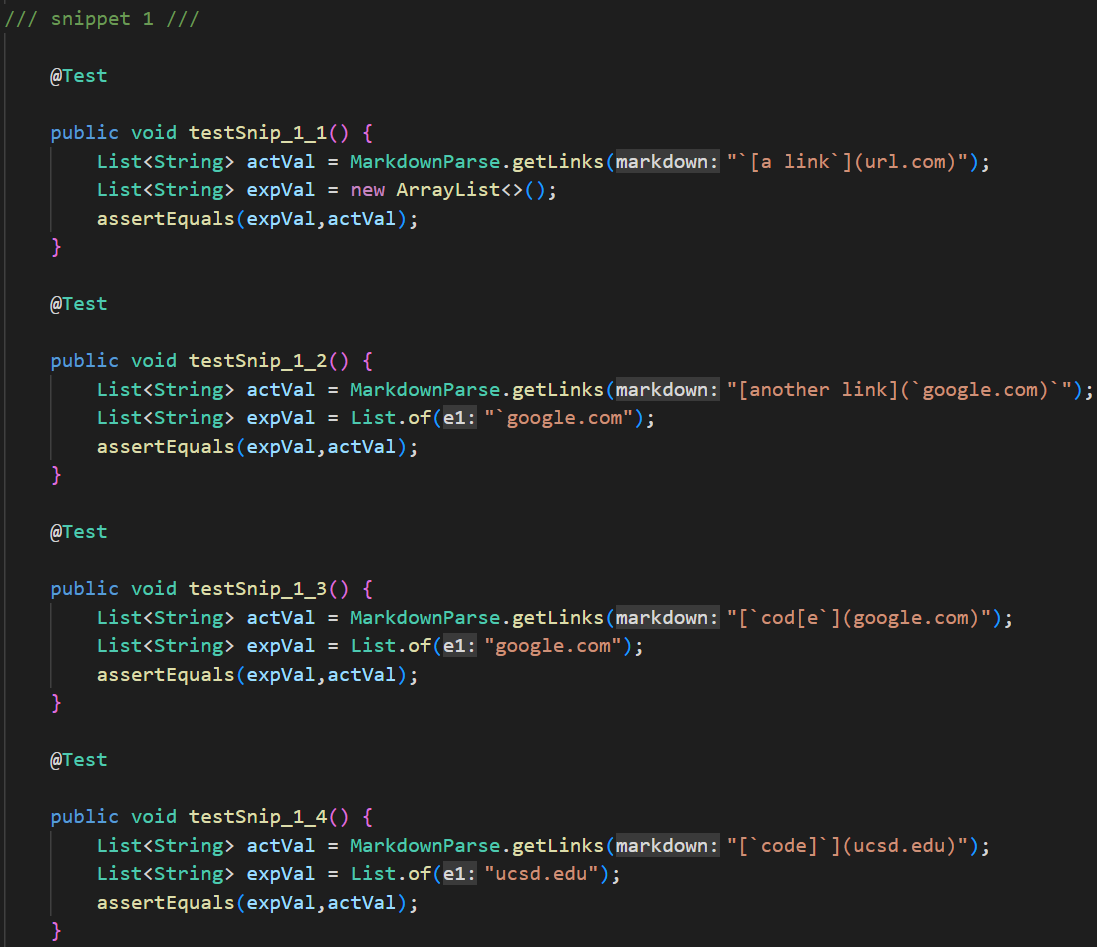 /// snippet 1 ///
@Test
public void testSnip_1_1() {
List<String> actVal = MarkdownParse.getLinks(markdown: "`[a link`](url.com)");
List<String> expVal = new ArrayList<>();
assertEquals(expVal,actVal);
}
@Test
public void testSnip_1_2() {
List<String> actVal = MarkdownParse.getLinks(markdown: "[another link](`google.com)`");
List<String> expVal = List.of(e1: "`google.com");
assertEquals(expVal,actVal);
}
@Test
public void testSnip_1_3() {
List<String> actVal = MarkdownParse.getLinks(markdown: "[`cod[e`](google.com)");
List<String> expVal = List.of(e1: "google.com");
assertEquals(expVal,actVal);
}
@Test
public void testSnip_1_4() {
List<String> actVal = MarkdownParse.getLinks(markdown: "[`code]`](ucsd.edu)");
List<String> expVal = List.of(e1: "ucsd.edu");
assertEquals(expVal,actVal);
}